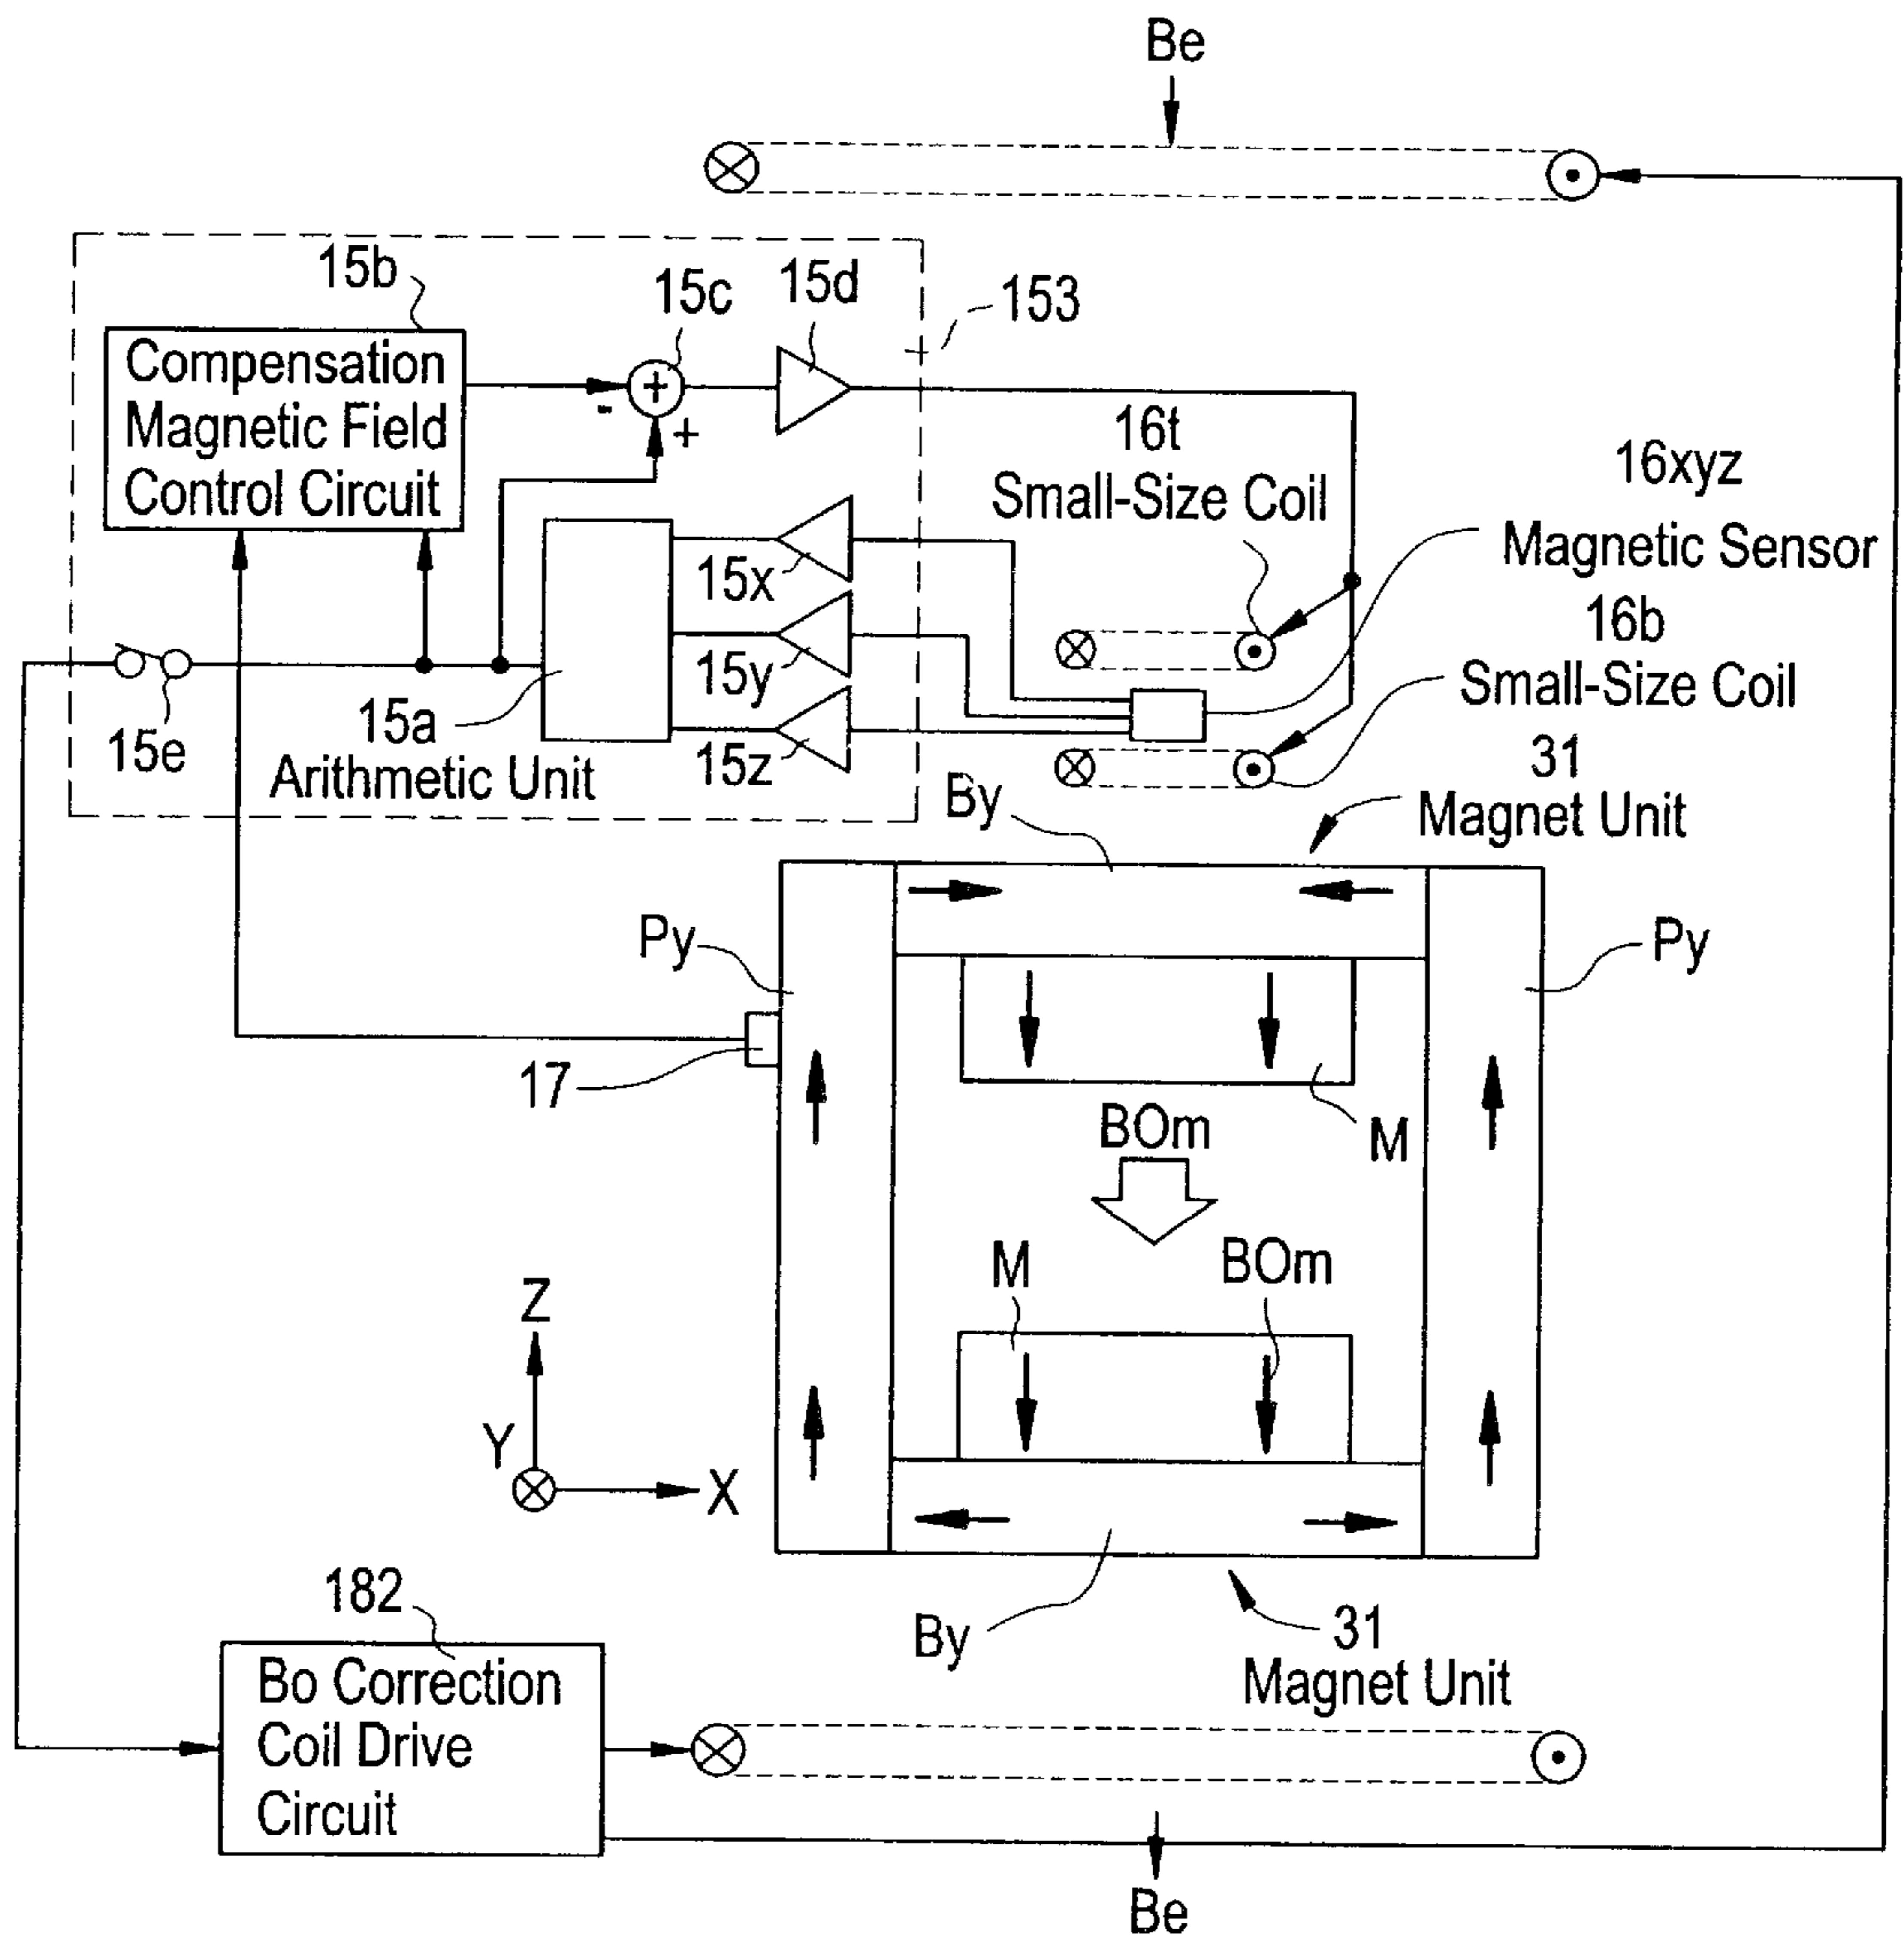 Be
15b
15c
15d
153
Compensation
Magnetic Field
Control Circuit
-
+
+
16t
Small-Size Coil
16xyz
Magnetic Sensor
15x
15y
15z
15e
15a
Arithmetic Unit
16b
Small-Size Coil
31
Magnet Unit
By
Py
Py
17
M
BOm
M
BOm
Z
Y
X
182
Bo Correction
Coil Drive
Circuit
By
31
Magnet Unit
Be